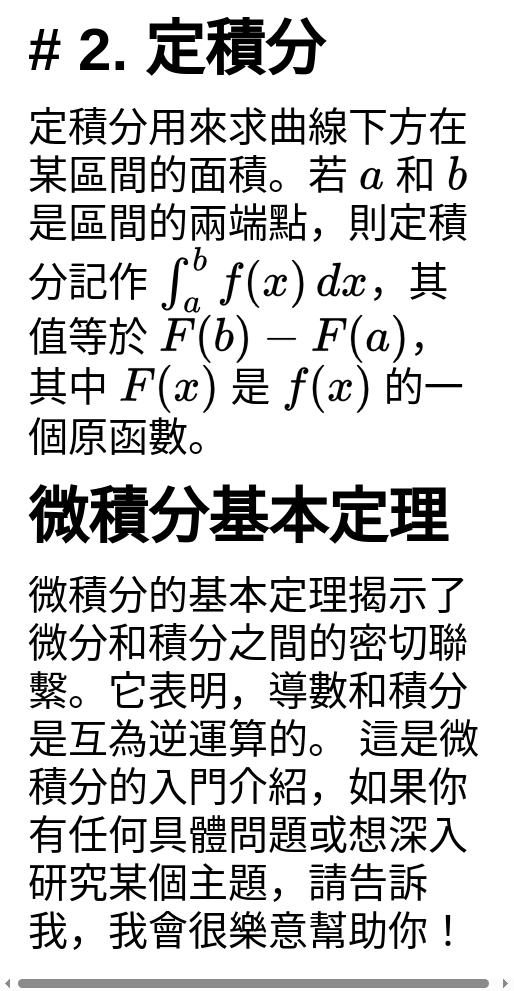 # 2. 定積分
定積分用來求曲線下方在
某區間的面積。若 a 和 b
是區間的兩端點，則定積
分記作 ∫_a^b f(x) dx，其
值等於 F(b) − F(a)，
其中 F(x) 是 f(x) 的一
個原函數。
微積分基本定理
微積分的基本定理揭示了
微分和積分之間的密切聯
繫。它表明，導數和積分
是互為逆運算的。 這是微
積分的入門介紹，如果你
有任何具體問題或想深入
研究某個主題，請告訴
我，我會很樂意幫助你！